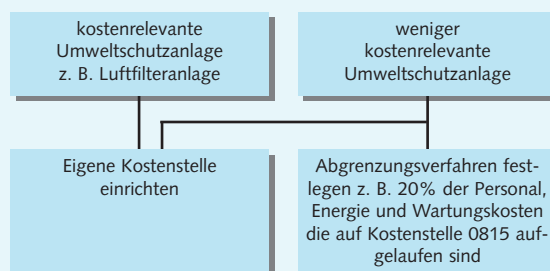 kostenrelevante
Umweltschutzanlage
z. B. Luftfilteranlage
weniger
kostenrelevante
Umweltschutzanlage
Eigene Kostenstelle
einrichten
Abgrenzungsverfahren fest-
legen z. B. 20% der Personal,
Energie und Wartungskosten
die auf Kostenstelle 0815 auf-
gelaufen sind